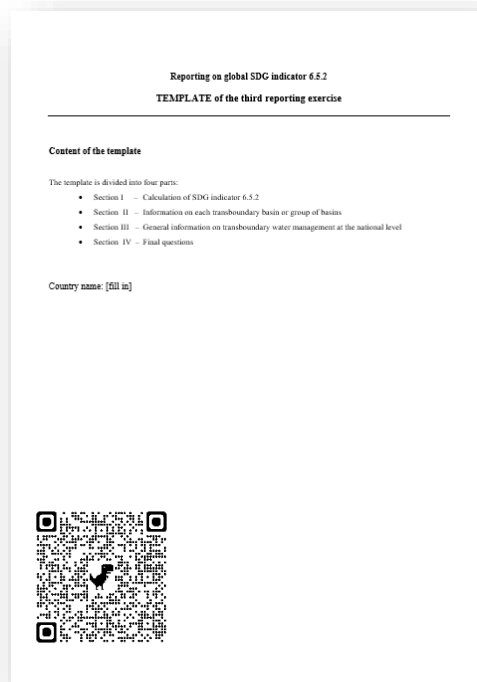 Reporting on global SDG indicator 6.5.2
TEMPLATE of the third reporting exercise
Content of the template
The template is divided into four parts:
• Section I – Calculation of SDG indicator 6.5.2
• Section II – Information on each transboundary basin or group of basins
• Section III – General information on transboundary water management at the national level
• Section IV – Final questions
Country name: [fill in]